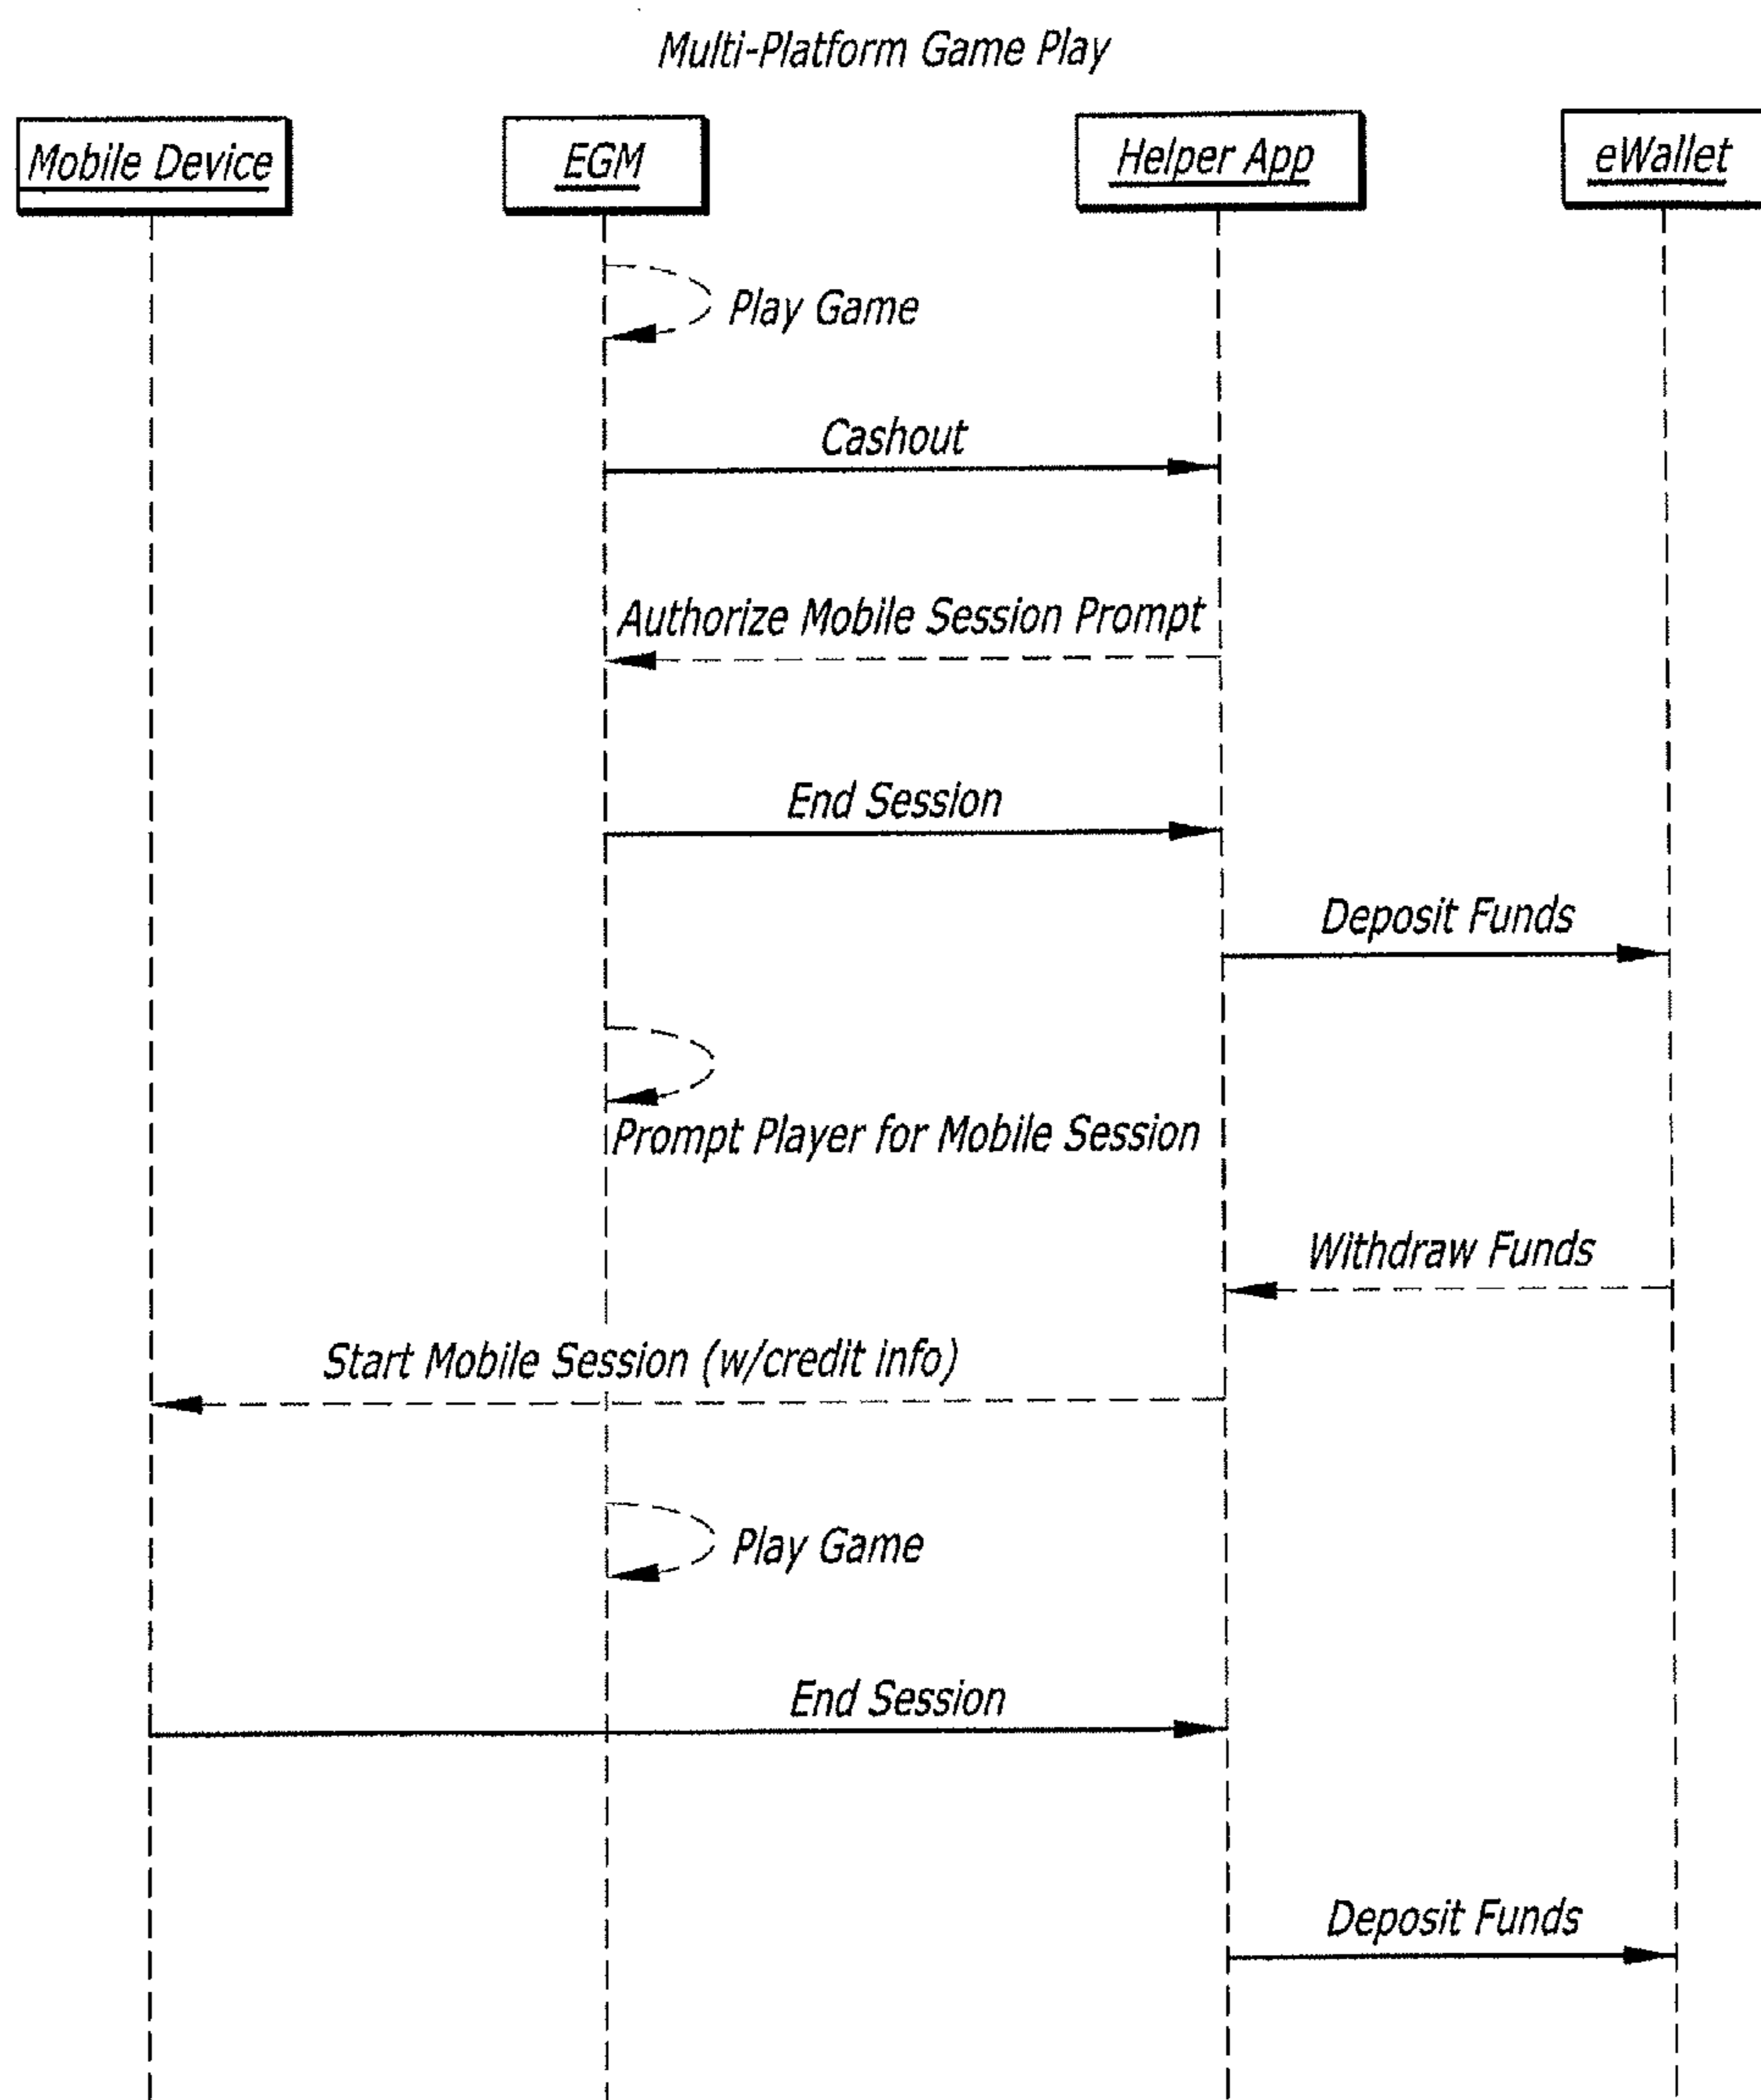 Multi-Platform Game Play
Mobile Device
EGM
Helper App
eWallet
Play Game
Cashout
Authorize Mobile Session Prompt
End Session
Deposit Funds
Prompt Player for Mobile Session
Withdraw Funds
Start Mobile Session (w/credit info)
Play Game
End Session
Deposit Funds